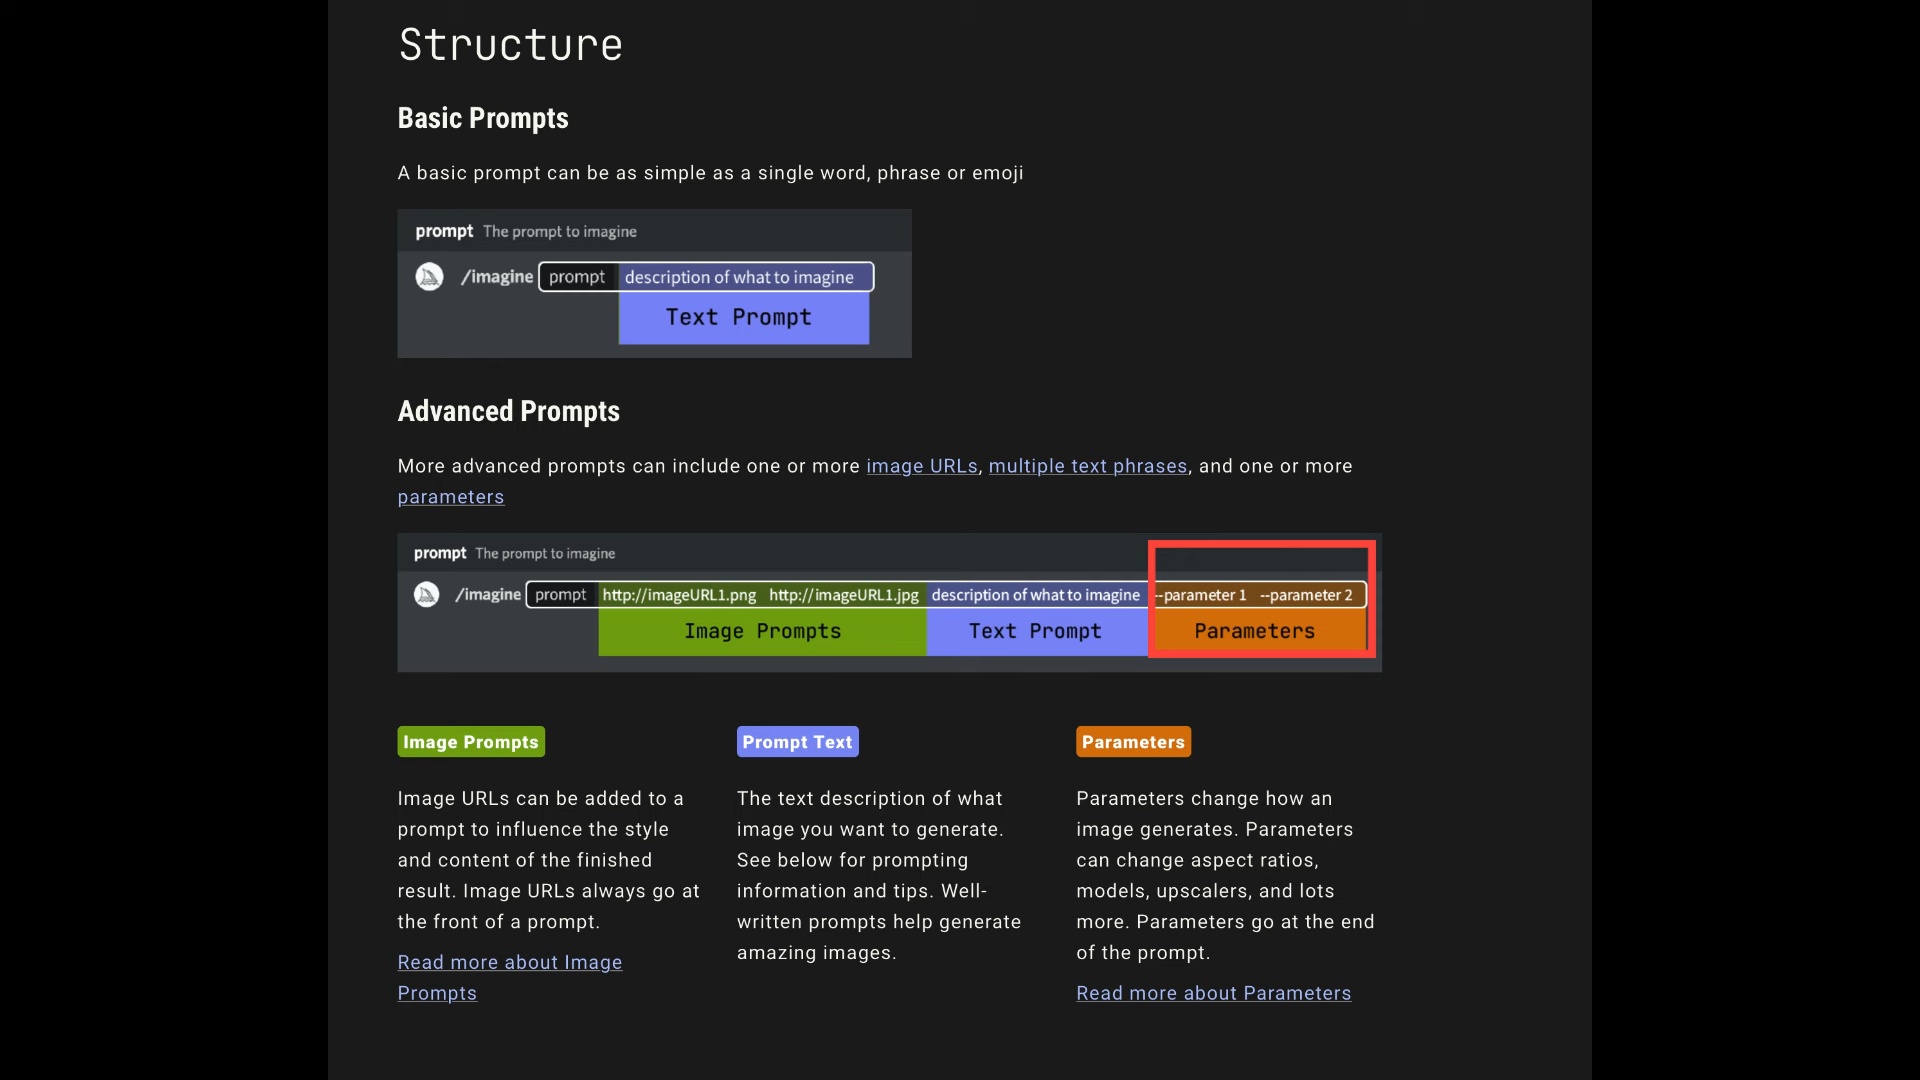 Structure
Basic Prompts
A basic prompt can be as simple as a single word, phrase or emoji
prompt The prompt to imagine
/imagine prompt description of what to imagine
Text Prompt
Advanced Prompts
More advanced prompts can include one or more image URLs, multiple text phrases, and one or more
parameters
prompt The prompt to imagine
/imagine prompt http://imageURL1.png http://imageURL1.jpg description of what to imagine --parameter 1 --parameter 2
Image Prompts Text Prompt Parameters
Image Prompts
Image URLs can be added to a
prompt to influence the style
and content of the finished
result. Image URLs always go at
the front of a prompt.
Read more about Image
Prompts
Prompt Text
The text description of what
image you want to generate.
See below for prompting
information and tips. Well-
written prompts help generate
amazing images.
Parameters
Parameters change how an
image generates. Parameters
can change aspect ratios,
models, upscalers, and lots
more. Parameters go at the end
of the prompt.
Read more about Parameters